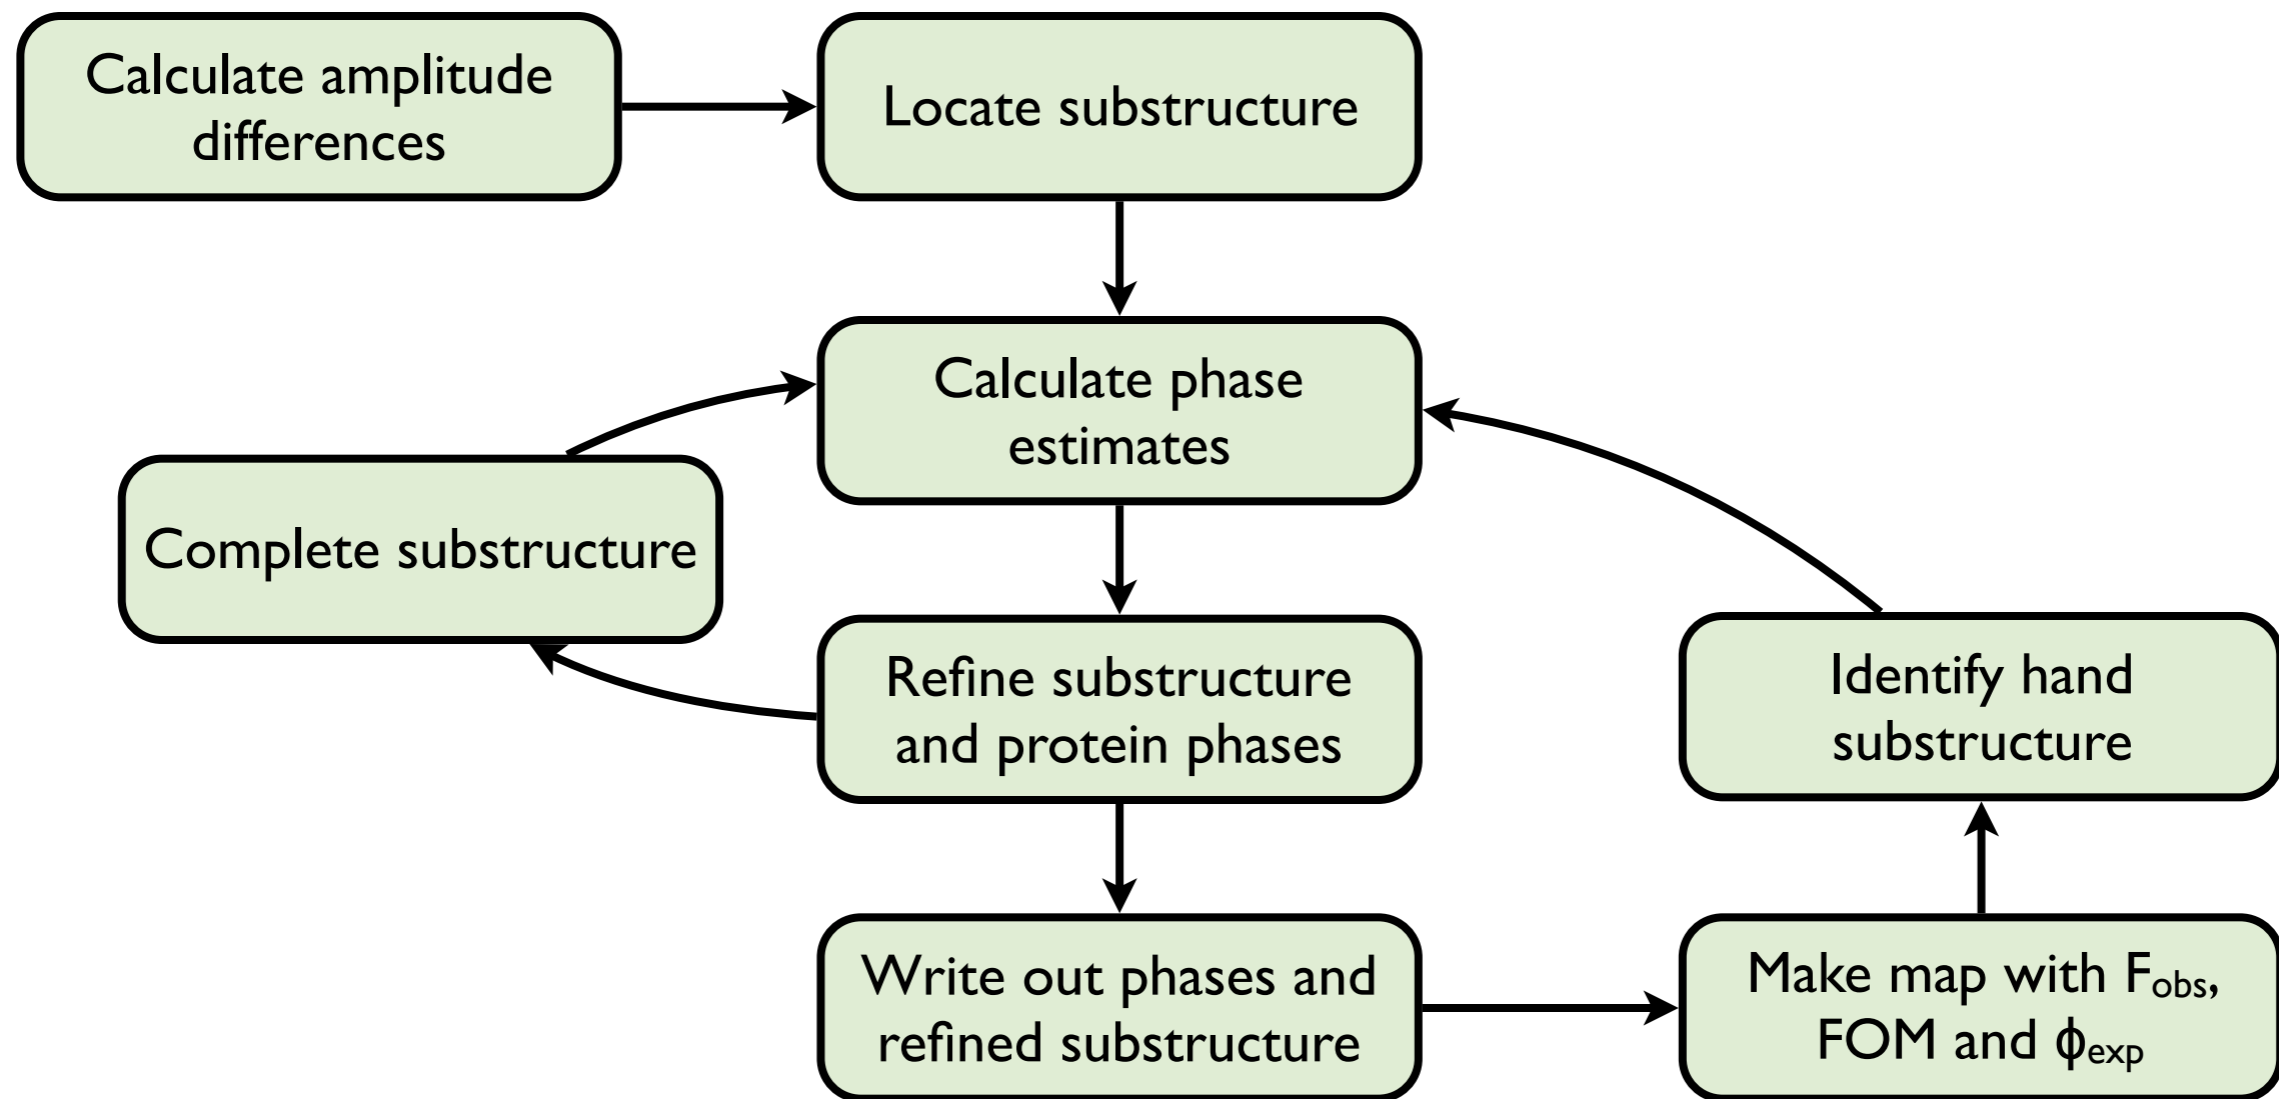 Calculate amplitude
differences
Locate substructure
Calculate phase
estimates
Complete substructure
Refine substructure
and protein phases
Identify hand
substructure
Write out phases and
refined substructure
Make map with Fobs,
FOM and ϕexp